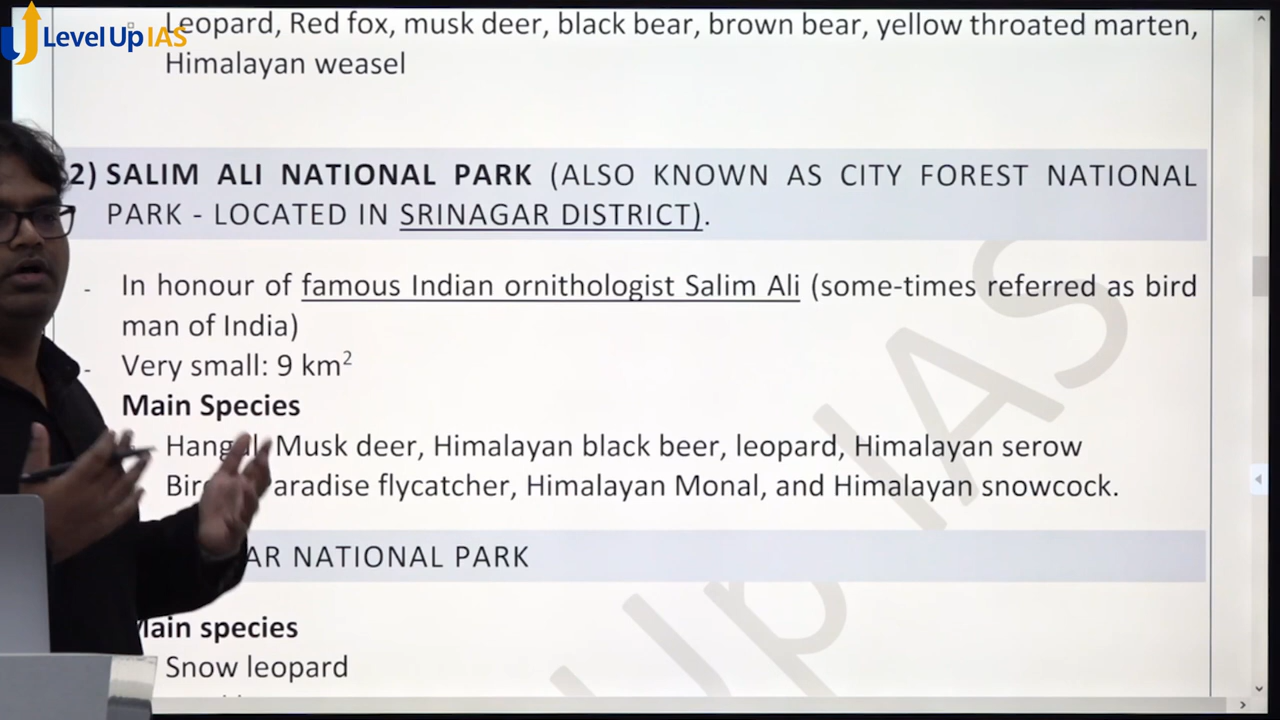 Level Up IAS
Leopard, Red fox, musk deer, black bear, brown bear, yellow throated marten,
Himalayan weasel
2) SALIM ALI NATIONAL PARK (ALSO KNOWN AS CITY FOREST NATIONAL
PARK - LOCATED IN SRINAGAR DISTRICT).
- In honour of famous Indian ornithologist Salim Ali (some-times referred as bird
man of India)
- Very small: 9 km²
Main Species
Musk deer, Himalayan black beer, leopard, Himalayan serow
flycatcher, Himalayan Monal, and Himalayan snowcock.
NATIONAL PARK
Main species
Snow leopard
Up IAS